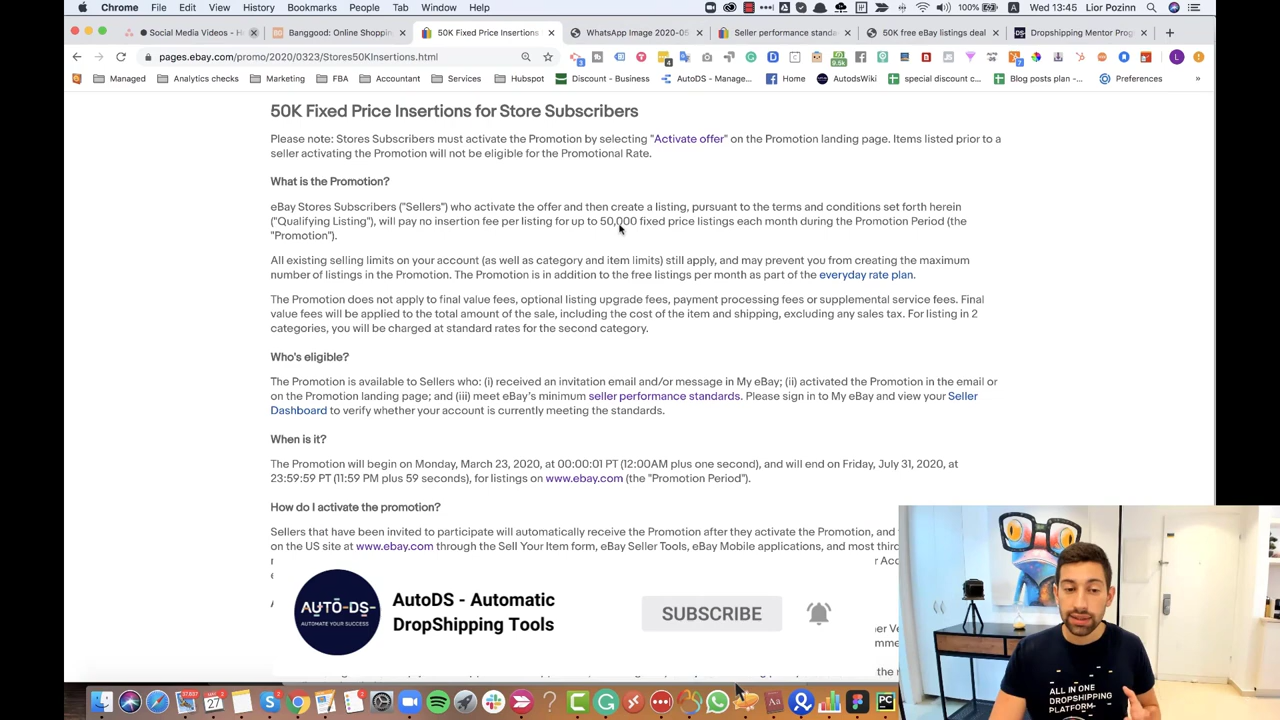 Chrome File Edit View History Bookmarks People Tab Window Help 100% Wed 13:45 Lior Pozinn
Social Media Videos - H Banggood: Online Shoppin 50K Fixed Price Insertions WhatsApp Image 2020-05 Seller performance standa 50K free eBay listings deal Dropshipping Mentor Prog
pages.ebay.com/promo/2020/0323/Stores50KInsertions.html
Managed Analytics checks Marketing FBA Accountant Services Hubspot Discount - Business AutoDS - Manage... Home AutodsWiki special discount c... Blog posts plan -... Preferences »
50K Fixed Price Insertions for Store Subscribers
Please note: Stores Subscribers must activate the Promotion by selecting "Activate offer" on the Promotion landing page. Items listed prior to a
seller activating the Promotion will not be eligible for the Promotional Rate.
What is the Promotion?
eBay Stores Subscribers ("Sellers") who activate the offer and then create a listing, pursuant to the terms and conditions set forth herein
("Qualifying Listing"), will pay no insertion fee per listing for up to 50,000 fixed price listings each month during the Promotion Period (the
"Promotion").
All existing selling limits on your account (as well as category and item limits) still apply, and may prevent you from creating the maximum
number of listings in the Promotion. The Promotion is in addition to the free listings per month as part of the everyday rate plan.
The Promotion does not apply to final value fees, optional listing upgrade fees, payment processing fees or supplemental service fees. Final
value fees will be applied to the total amount of the sale, including the cost of the item and shipping, excluding any sales tax. For listing in 2
categories, you will be charged at standard rates for the second category.
Who's eligible?
The Promotion is available to Sellers who: (i) received an invitation email and/or message in My eBay; (ii) activated the Promotion in the email or
on the Promotion landing page; and (iii) meet eBay's minimum seller performance standards. Please sign in to My eBay and view your Seller
Dashboard to verify whether your account is currently meeting the standards.
When is it?
The Promotion will begin on Monday, March 23, 2020, at 00:00:01 PT (12:00AM plus one second), and will end on Friday, July 31, 2020, at
23:59:59 PT (11:59 PM plus 59 seconds), for listings on www.ebay.com (the "Promotion Period").
How do I activate the promotion?
Sellers that have been invited to participate will automatically receive the Promotion after they activate the Promotion, and
on the US site at www.ebay.com through the Sell Your Item form, eBay Seller Tools, eBay Mobile applications, and most third
AUTO-DS-
AUTOMATE YOUR SUCCESS
AutoDS - Automatic
DropShipping Tools
SUBSCRIBE
ALL IN ONE
DROPSHIPPING
PLATFORM